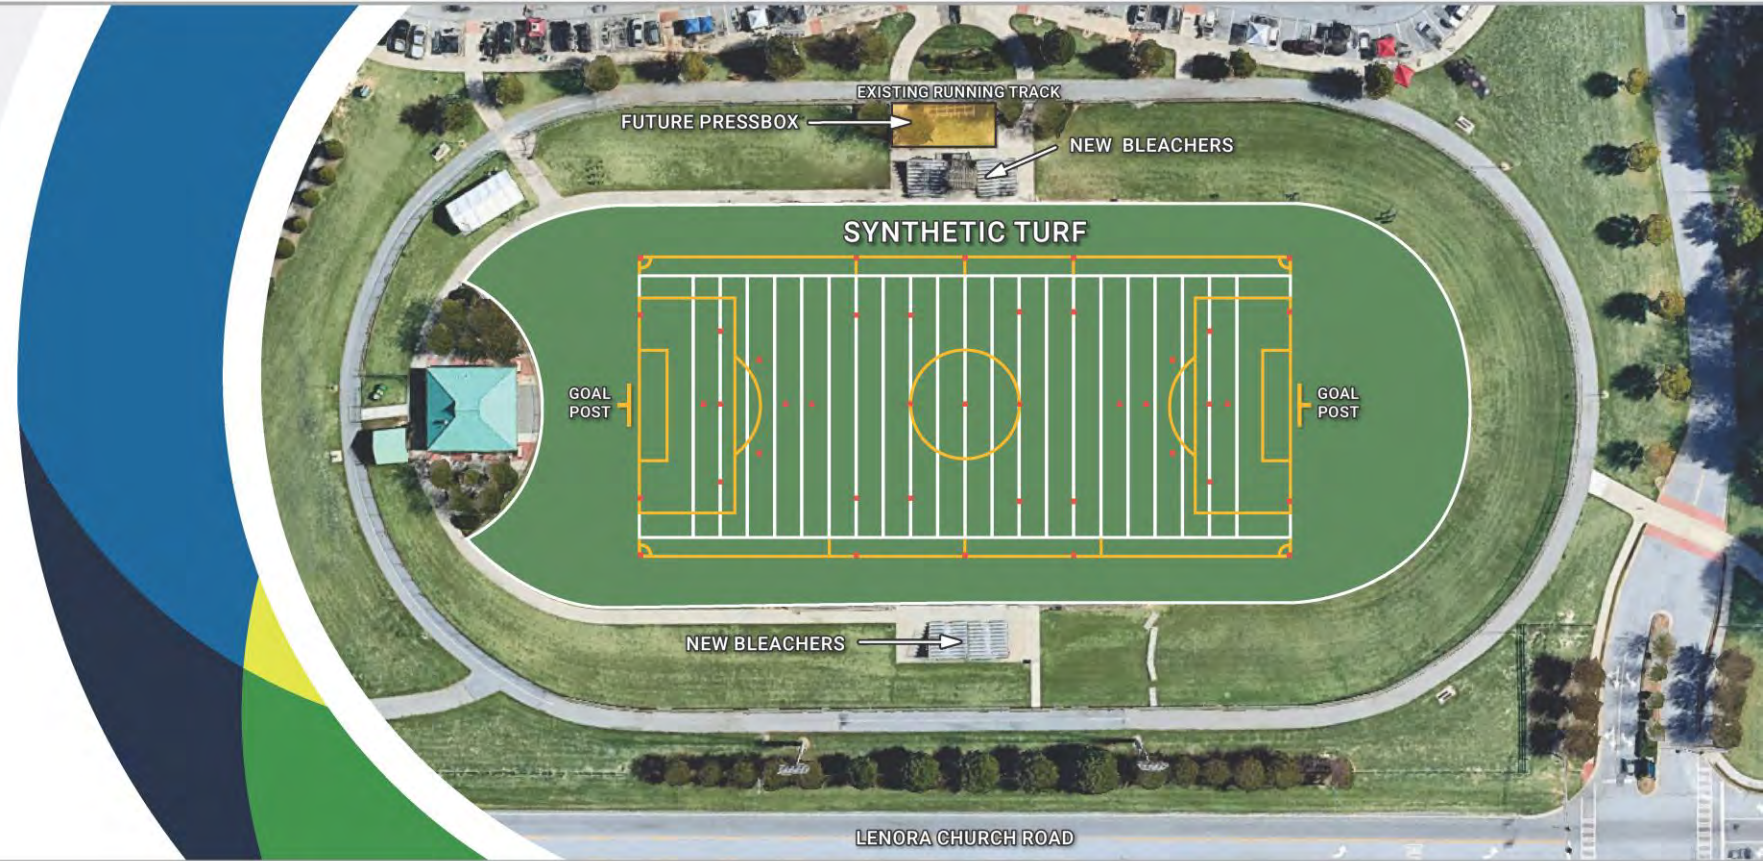 EXISTING RUNNING TRACK
FUTURE PRESSBOX
NEW BLEACHERS
SYNTHETIC TURF
GOAL
POST
GOAL
POST
NEW BLEACHERS
LENORA CHURCH ROAD